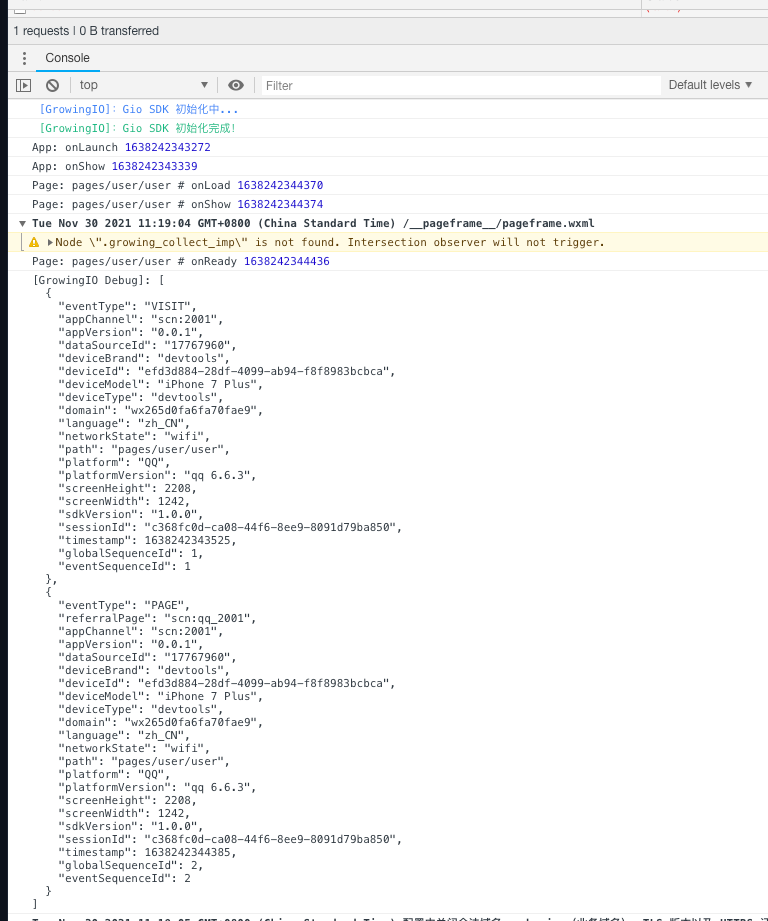 1 requests | 0 B transferred
Console
top
Filter
Default levels
[GrowingIO]: Gio SDK 初始化中...
[GrowingIO]: Gio SDK 初始化完成!
App: onLaunch 1638242343272
App: onShow 1638242343339
Page: pages/user/user # onLoad 1638242344370
Page: pages/user/user # onShow 1638242344374
Tue Nov 30 2021 11:19:04 GMT+0800 (China Standard Time) /__pageframe__/pageframe.wxml
Node \".growing_collect_imp\" is not found. Intersection observer will not trigger.
Page: pages/user/user # onReady 1638242344436
[GrowingIO Debug]: [
{
"eventType": "VISIT",
"appChannel": "scn:2001",
"appVersion": "0.0.1",
"dataSourceId": "17767960",
"deviceBrand": "devtools",
"deviceId": "efd3d884-28df-4099-ab94-f8f8983bcbca",
"deviceModel": "iPhone 7 Plus",
"deviceType": "devtools",
"domain": "wx265d0fa6fa70fae9",
"language": "zh_CN",
"networkState": "wifi",
"path": "pages/user/user",
"platform": "QQ",
"platformVersion": "qq 6.6.3",
"screenHeight": 2208,
"screenWidth": 1242,
"sdkVersion": "1.0.0",
"sessionId": "c368fc0d-ca08-44f6-8ee9-8091d79ba850",
"timestamp": 1638242343525,
"globalSequenceId": 1,
"eventSequenceId": 1
},
{
"eventType": "PAGE",
"referralPage": "scn:qq_2001",
"appChannel": "scn:2001",
"appVersion": "0.0.1",
"dataSourceId": "17767960",
"deviceBrand": "devtools",
"deviceId": "efd3d884-28df-4099-ab94-f8f8983bcbca",
"deviceModel": "iPhone 7 Plus",
"deviceType": "devtools",
"domain": "wx265d0fa6fa70fae9",
"language": "zh_CN",
"networkState": "wifi",
"path": "pages/user/user",
"platform": "QQ",
"platformVersion": "qq 6.6.3",
"screenHeight": 2208,
"screenWidth": 1242,
"sdkVersion": "1.0.0",
"sessionId": "c368fc0d-ca08-44f6-8ee9-8091d79ba850",
"timestamp": 1638242344385,
"globalSequenceId": 2,
"eventSequenceId": 2
}
]